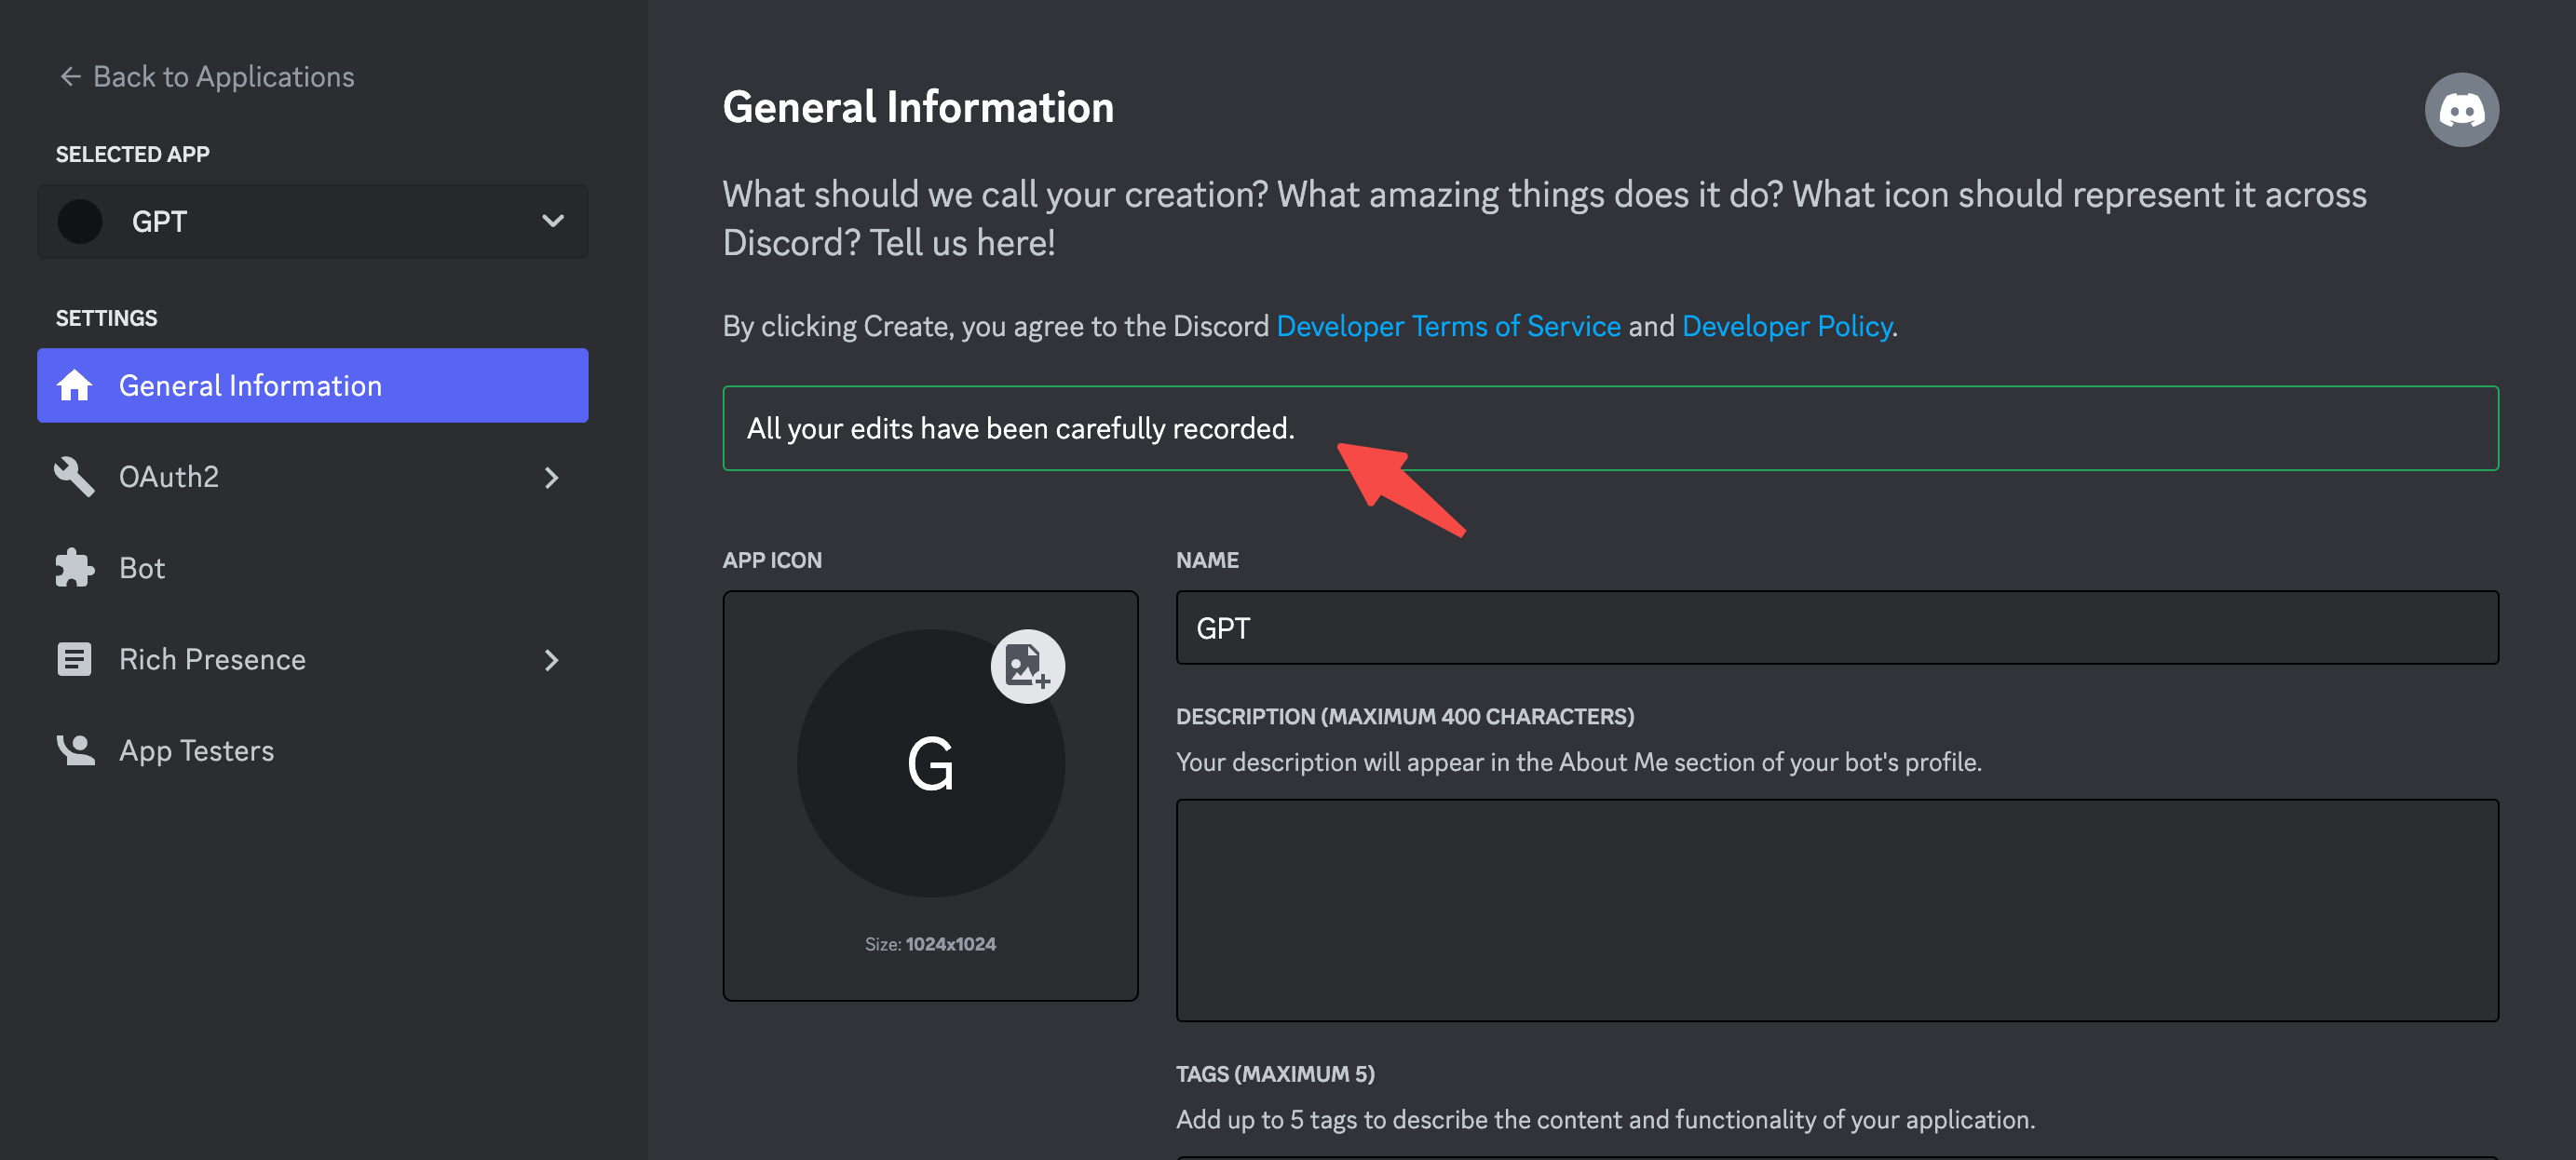 Back to Applications
SELECTED APP
GPT
SETTINGS
General Information
OAuth2
Bot
Rich Presence
App Testers
General Information
What should we call your creation? What amazing things does it do? What icon should represent it across
Discord? Tell us here!
By clicking Create, you agree to the Discord Developer Terms of Service and Developer Policy.
All your edits have been carefully recorded.
APP ICON
G
Size: 1024x1024
NAME
GPT
DESCRIPTION (MAXIMUM 400 CHARACTERS)
Your description will appear in the About Me section of your bot's profile.
TAGS (MAXIMUM 5)
Add up to 5 tags to describe the content and functionality of your application.